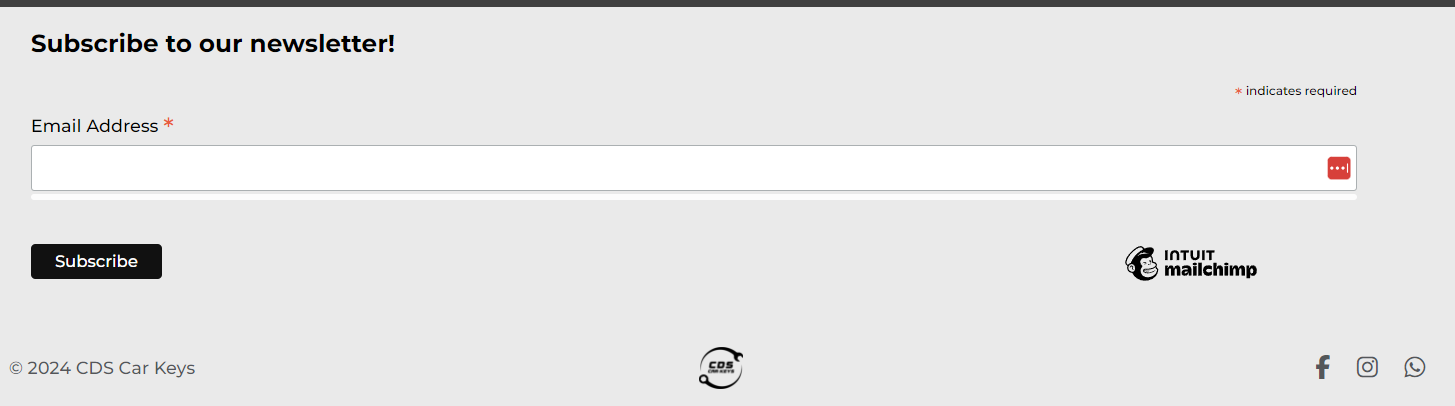 Subscribe to our newsletter!
* indicates required
Email Address *
Subscribe
INTUIT
mailchimp
© 2024 CDS Car Keys
CDS
CAR KEYS